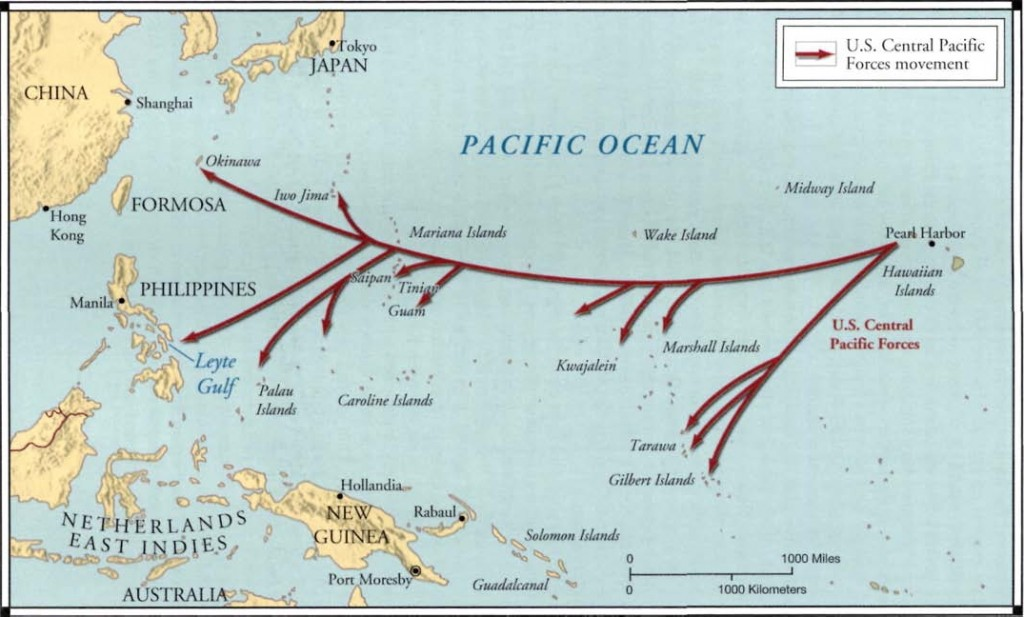 Tokyo
JAPAN
U.S. Central Pacific
Forces movement
CHINA
Shanghai
PACIFIC OCEAN
Okinawa
Iwo Jima
Midway Island
FORMOSA
Hong
Kong
Mariana Islands
Wake Island
Pearl Harbor
Hawaiian
Islands
Saipan
Tinian
Guam
PHILIPPINES
Manila
U.S. Central
Pacific Forces
Leyte
Gulf
Kwajalein
Marshall Islands
Palau
Islands
Caroline Islands
Tarawa
Gilbert Islands
Hollandia
NEW
GUINEA
Rabaul
NETHERLANDS
EAST INDIES
Solomon Islands
Port Moresby
Guadalcanal
AUSTRALIA
0
1000 Miles
0
1000 Kilometers